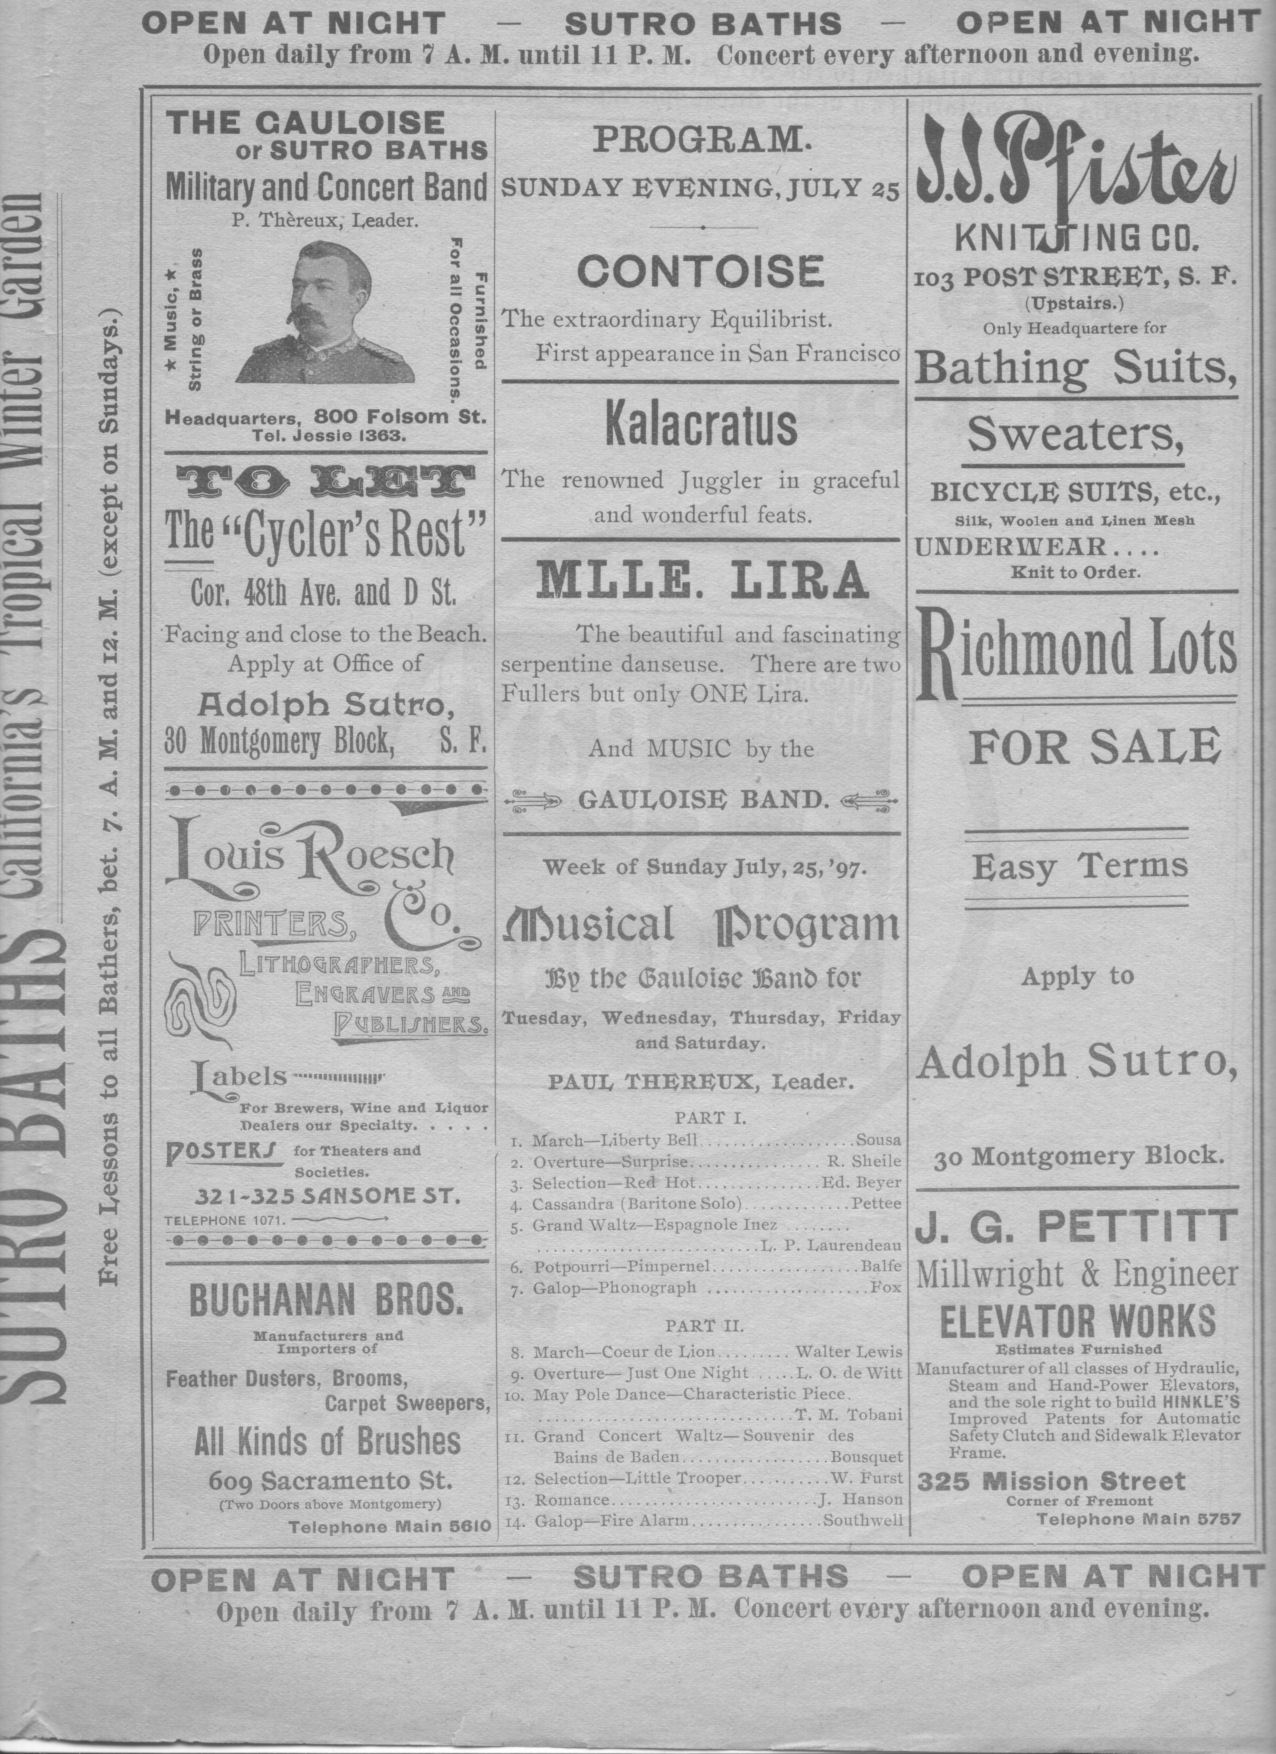 OPEN AT NIGHT — SUTRO BATHS — OPEN AT NIGHT
Open daily from 7 A. M. until 11 P. M. Concert every afternoon and evening.
SUTRO BATHS California's Tropical Winter Garden
Free Lessons to all Bathers, bet. 7. A. M. and 12. M. (except on Sundays.)
THE GAULOISE
or SUTRO BATHS
Military and Concert Band
P. Thèreux, Leader.
★ Music, ★
String or Brass
Furnished
For all Occasions.
Headquarters, 800 Folsom St.
Tel. Jessie 1363.
TO LET
The "Cycler's Rest"
Cor. 48th Ave. and D St.
Facing and close to the Beach.
Apply at Office of
Adolph Sutro,
30 Montgomery Block, S. F.
Louis Roesch
Co.
PRINTERS,
LITHOGRAPHERS,
ENGRAVERS AND
PUBLISHERS.
Labels
For Brewers, Wine and Liquor
Dealers our Specialty. . . . .
POSTERS for Theaters and
Societies.
321-325 SANSOME ST.
TELEPHONE 1071.
BUCHANAN BROS.
Manufacturers and
Importers of
Feather Dusters, Brooms,
Carpet Sweepers,
All Kinds of Brushes
609 Sacramento St.
(Two Doors above Montgomery)
Telephone Main 5610
PROGRAM.
SUNDAY EVENING, JULY 25
CONTOISE
The extraordinary Equilibrist.
First appearance in San Francisco
Kalacratus
The renowned Juggler in graceful
and wonderful feats.
MLLE. LIRA
The beautiful and fascinating
serpentine danseuse. There are two
Fullers but only ONE Lira.
And MUSIC by the
GAULOISE BAND.
Week of Sunday July, 25, '97.
Musical Program
By the Gauloise Band for
Tuesday, Wednesday, Thursday, Friday
and Saturday.
PAUL THEREUX, Leader.
PART I.
1. March—Liberty Bell...................Sousa
2. Overture—Surprise................ R. Sheile
3. Selection—Red Hot...............Ed. Beyer
4. Cassandra (Baritone Solo).............Pettee
5. Grand Waltz—Espagnole Inez ........
...........................L. P. Laurendeau
6. Potpourri—Pimpernel..................Balfe
7. Galop—Phonograph ....................Fox
PART II.
8. March—Coeur de Lion......... Walter Lewis
9. Overture—Just One Night .....L. O. de Witt
10. May Pole Dance—Characteristic Piece.
...............................T. M. Tobani
11. Grand Concert Waltz—Souvenir des
Bains de Baden..................Bousquet
12. Selection—Little Trooper..........W. Furst
13. Romance.........................J. Hanson
14. Galop—Fire Alarm................Southwell
J. J. Pfister
KNITTING CO.
103 POST STREET, S. F.
(Upstairs.)
Only Headquartere for
Bathing Suits,
Sweaters,
BICYCLE SUITS, etc.,
Silk, Woolen and Linen Mesh
UNDERWEAR....
Knit to Order.
Richmond Lots
FOR SALE
Easy Terms
Apply to
Adolph Sutro,
30 Montgomery Block.
J. G. PETTITT
Millwright & Engineer
ELEVATOR WORKS
Estimates Furnished
Manufacturer of all classes of Hydraulic,
Steam and Hand-Power Elevators,
and the sole right to build HINKLE'S
Improved Patents for Automatic
Safety Clutch and Sidewalk Elevator
Frame.
325 Mission Street
Corner of Fremont
Telephone Main 5757
OPEN AT NIGHT — SUTRO BATHS — OPEN AT NIGHT
Open daily from 7 A. M. until 11 P. M. Concert every afternoon and evening.